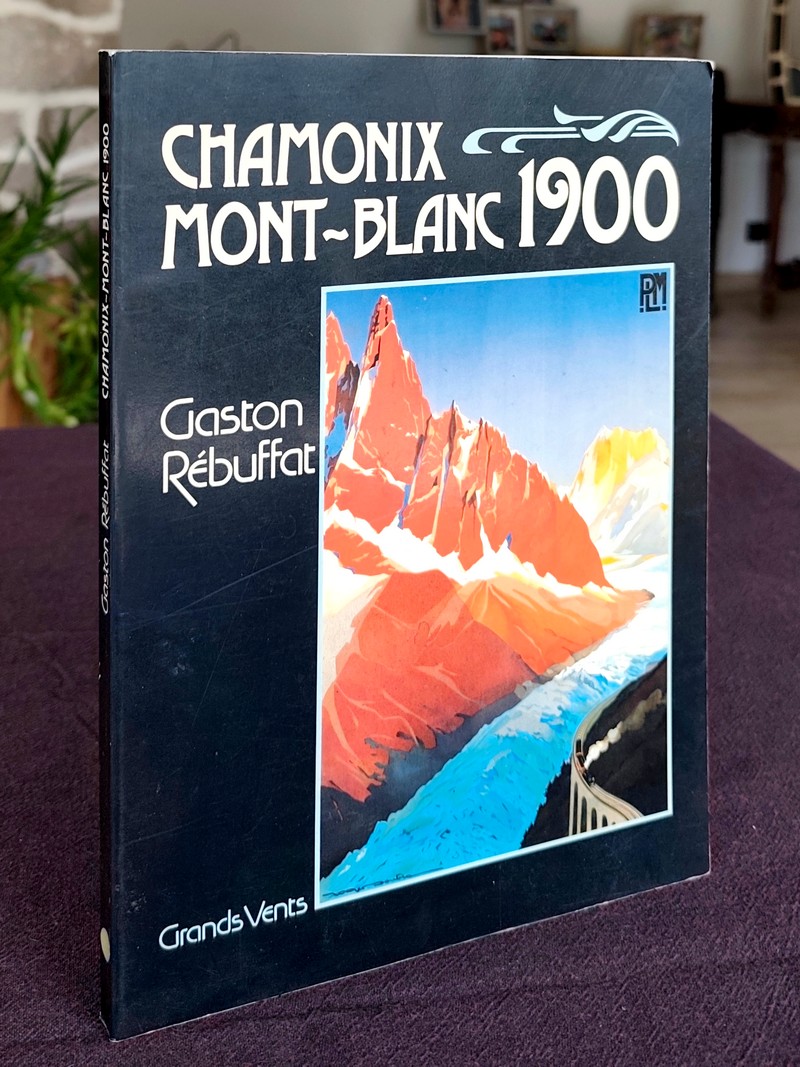 CHAMONIX
MONT~BLANC 1900
PLM
Gaston
Rébuffat
Grands Vents
Gaston Rébuffat CHAMONIX-MONT-BLANC 1900